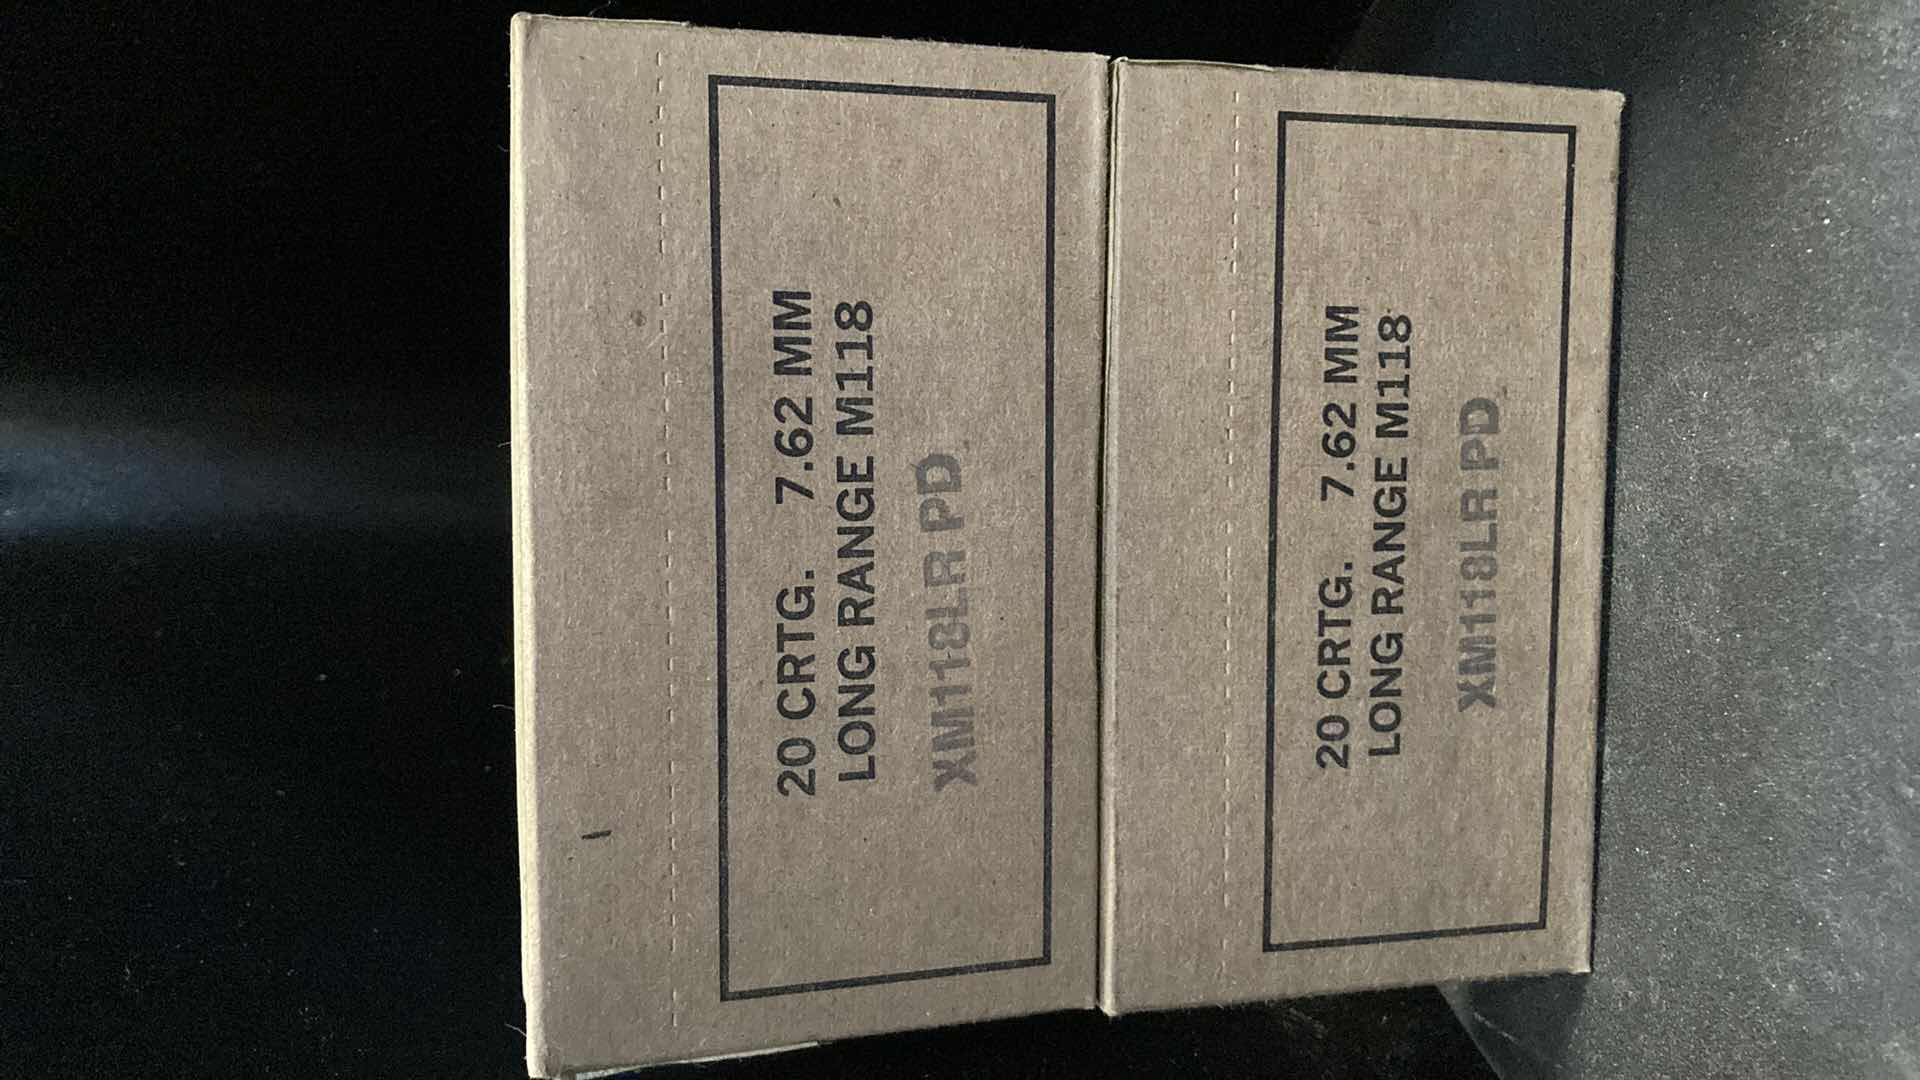 20 CRTG. 7.62 MM
LONG RANGE M118
XM118LR PD
20 CRTG. 7.62 MM
LONG RANGE M118
XM118LR PD